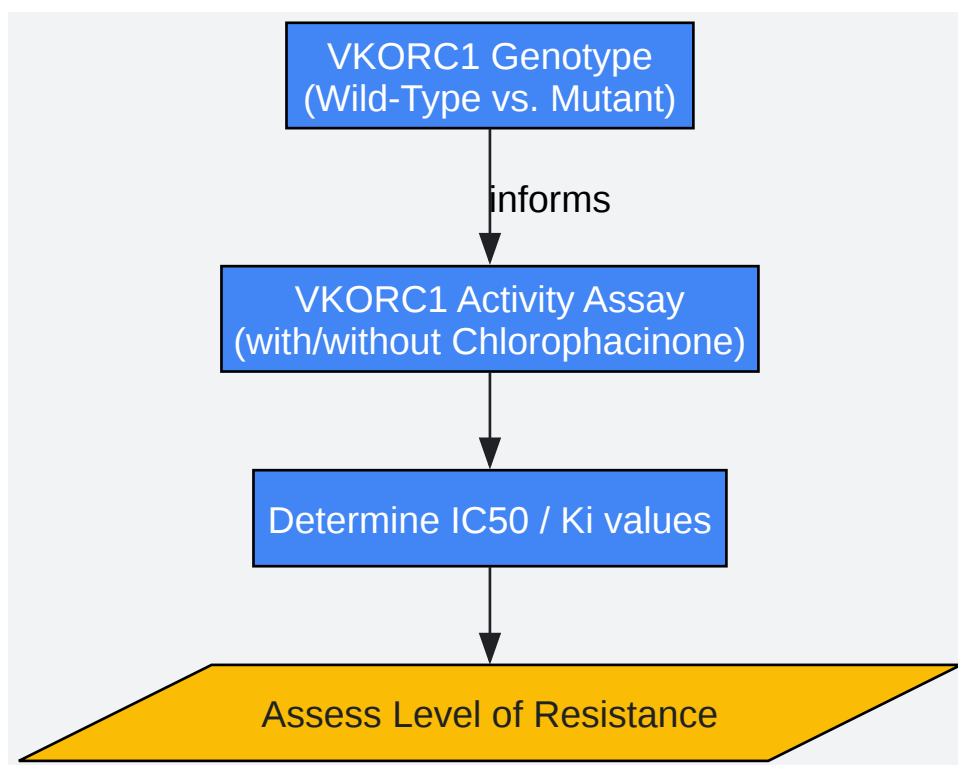 VKORC1 Genotype
(Wild-Type vs. Mutant)
informs
VKORC1 Activity Assay
(with/without Chlorophacinone)
Determine IC50 / Ki values
Assess Level of Resistance